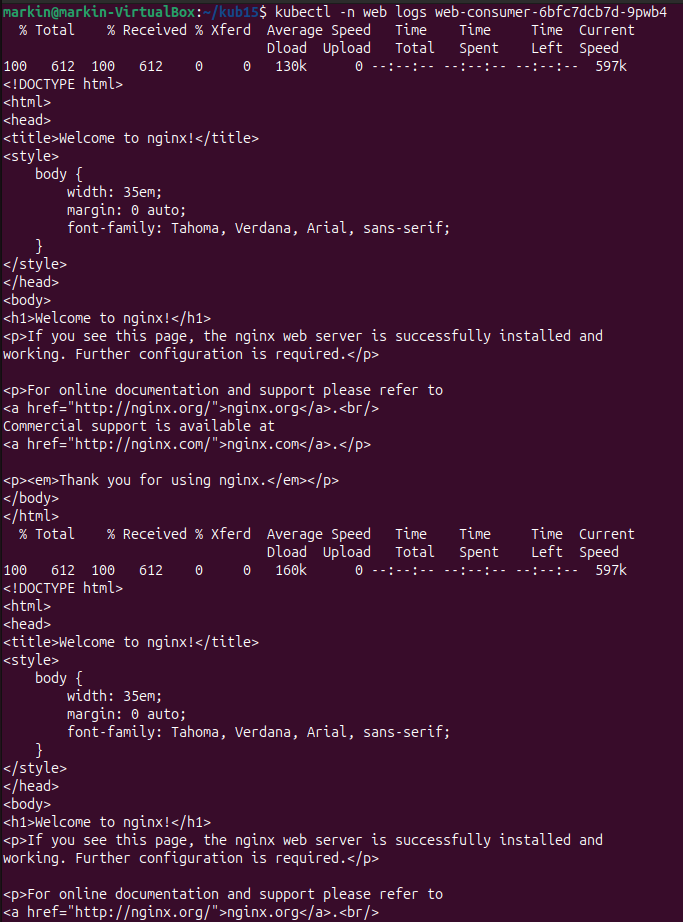 markin@markin-VirtualBox:~/kub15$ kubectl -n web logs web-consumer-6bfc7dcb7d-9pwb4
  % Total    % Received % Xferd  Average Speed   Time    Time     Time  Current
                                 Dload  Upload   Total   Spent    Left  Speed
100   612  100   612    0     0   130k      0 --:--:-- --:--:-- --:--:--  597k
<!DOCTYPE html>
<html>
<head>
<title>Welcome to nginx!</title>
<style>
    body {
        width: 35em;
        margin: 0 auto;
        font-family: Tahoma, Verdana, Arial, sans-serif;
    }
</style>
</head>
<body>
<h1>Welcome to nginx!</h1>
<p>If you see this page, the nginx web server is successfully installed and
working. Further configuration is required.</p>

<p>For online documentation and support please refer to
<a href="http://nginx.org/">nginx.org</a>.<br/>
Commercial support is available at
<a href="http://nginx.com/">nginx.com</a>.</p>

<p><em>Thank you for using nginx.</em></p>
</body>
</html>
  % Total    % Received % Xferd  Average Speed   Time    Time     Time  Current
                                 Dload  Upload   Total   Spent    Left  Speed
100   612  100   612    0     0   160k      0 --:--:-- --:--:-- --:--:--  597k
<!DOCTYPE html>
<html>
<head>
<title>Welcome to nginx!</title>
<style>
    body {
        width: 35em;
        margin: 0 auto;
        font-family: Tahoma, Verdana, Arial, sans-serif;
    }
</style>
</head>
<body>
<h1>Welcome to nginx!</h1>
<p>If you see this page, the nginx web server is successfully installed and
working. Further configuration is required.</p>

<p>For online documentation and support please refer to
<a href="http://nginx.org/">nginx.org</a>.<br/>